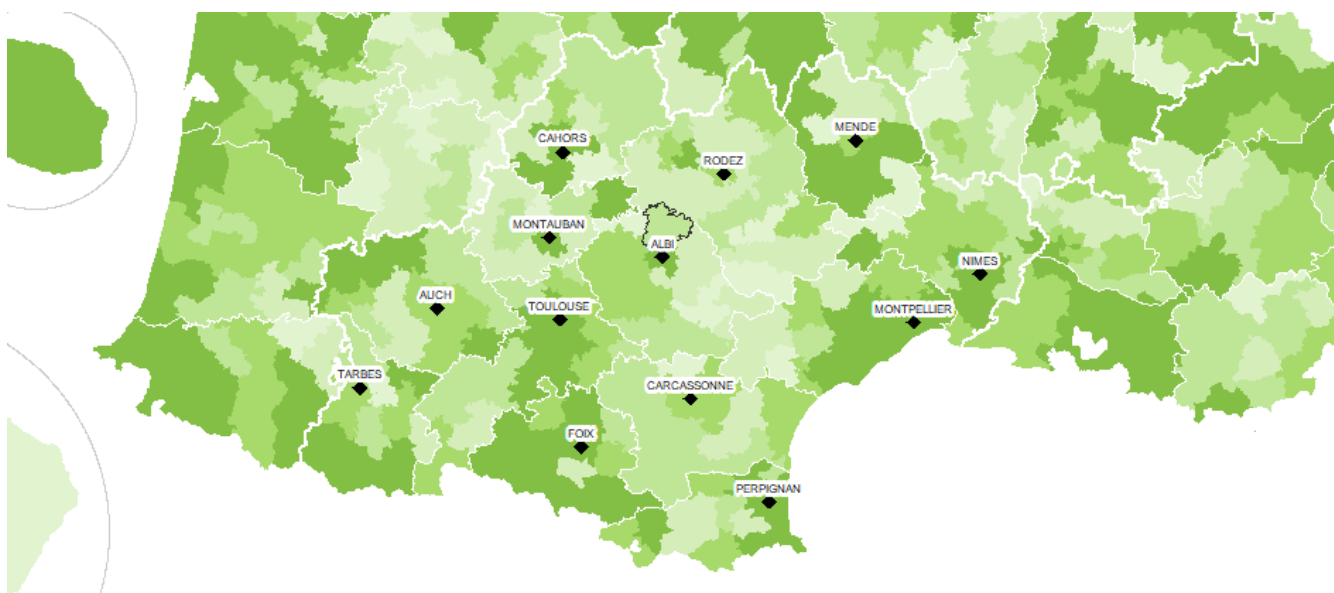 MENDE
CAHORS
RODEZ
MONTAUBAN
ALBI
NIMES
AUCH
TOULOUSE
MONTPELLIER
TARBES
CARCASSONNE
FOIX
PERPIGNAN